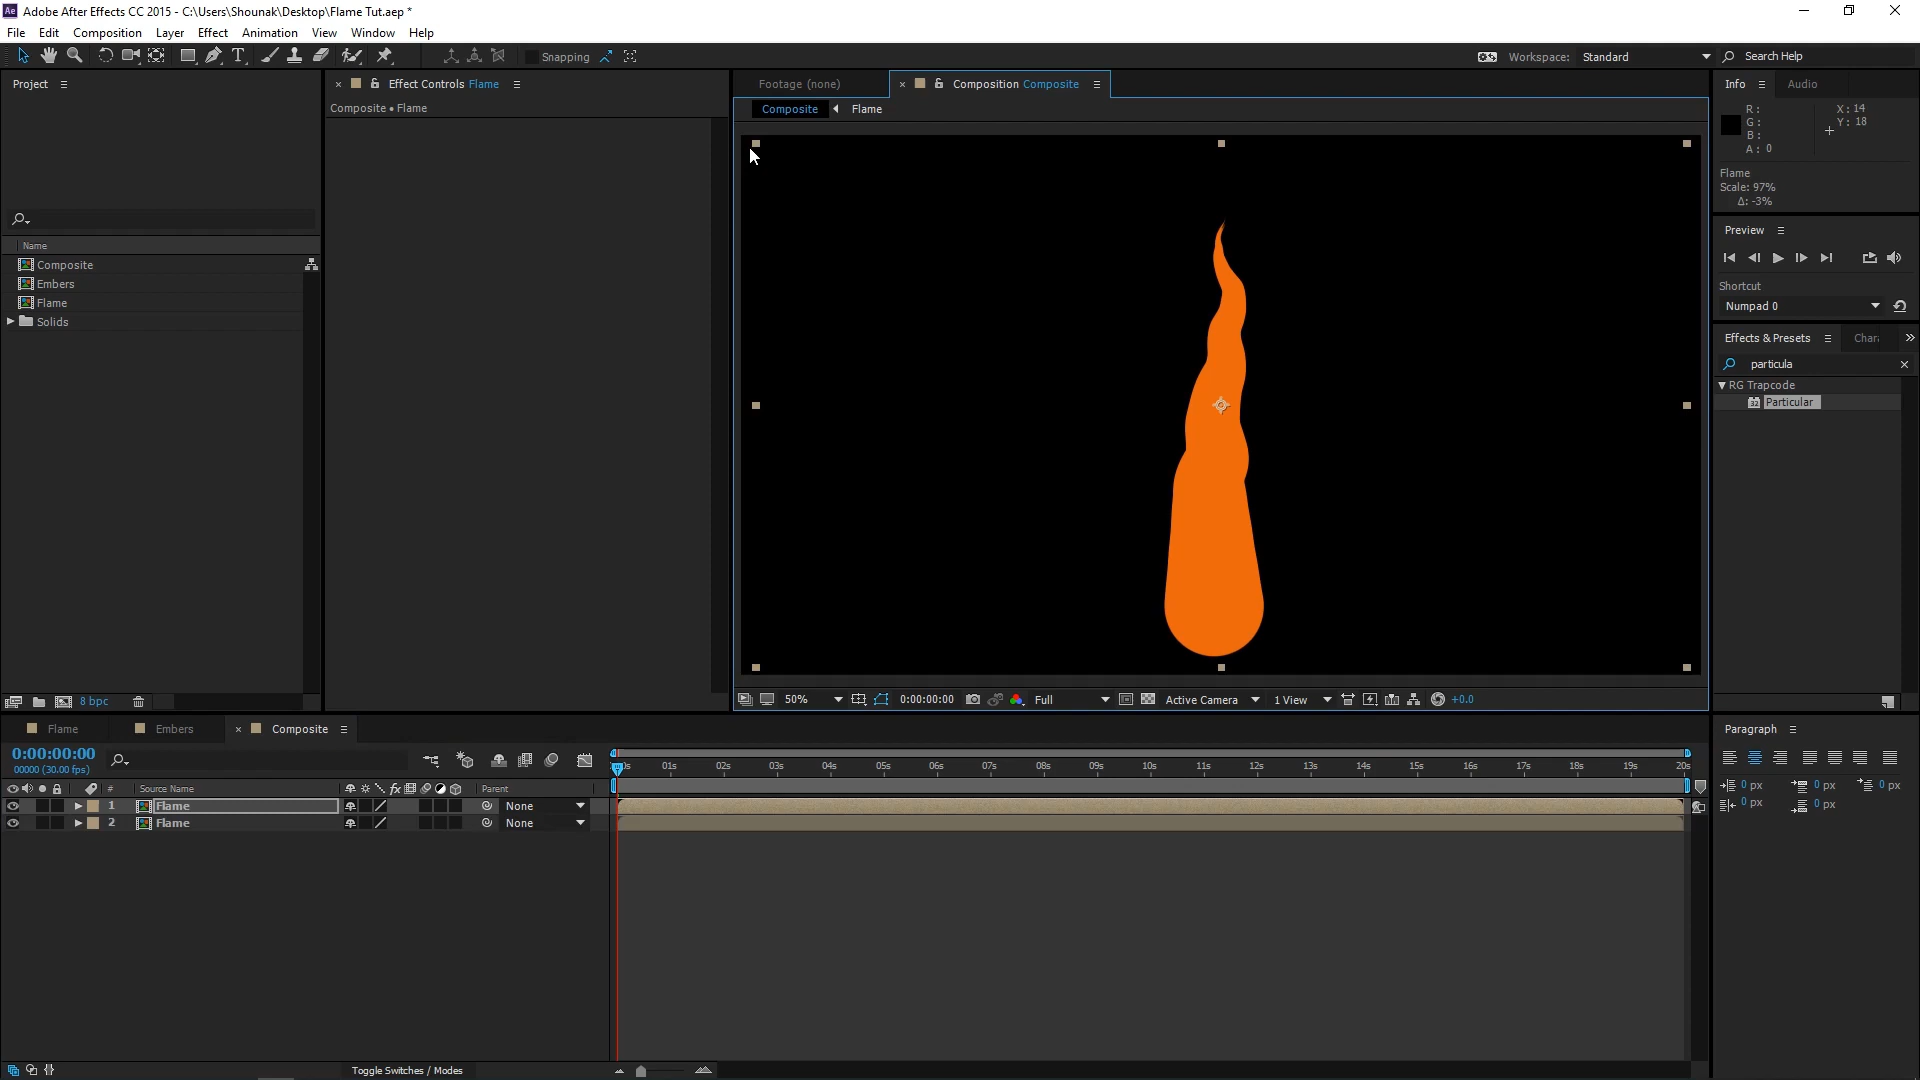 Ae Adobe After Effects CC 2015 - C:\Users\Shounak\Desktop\Flame Tut.aep *
File Edit Composition Layer Effect Animation View Window Help
T Snapping Workspace: Standard Search Help
Project
Effect Controls Flame
Footage (none)
Composition Composite
Info Audio
Composite • Flame
Composite Flame
R: X: 14
G: Y: 18
B:
A: 0
Flame
Scale: 97%
Δ: -3%
Preview
Name
Composite
Embers
Flame
Solids
Shortcut
Numpad 0
Effects & Presets
particula
RG Trapcode
32 Particular
8 bpc
50% 0:00:00:00 Full Active Camera 1 View +0.0
Flame Embers Composite
Paragraph
0:00:00:00
00000 (30.00 fps)
01s 02s 03s 04s 05s 06s 07s 08s 09s 10s 11s 12s 13s 14s 15s 16s 17s 18s 19s 20s
# Source Name fx Parent
1 Flame None
2 Flame None
0 px 0 px 0 px
0 px 0 px
Toggle Switches / Modes